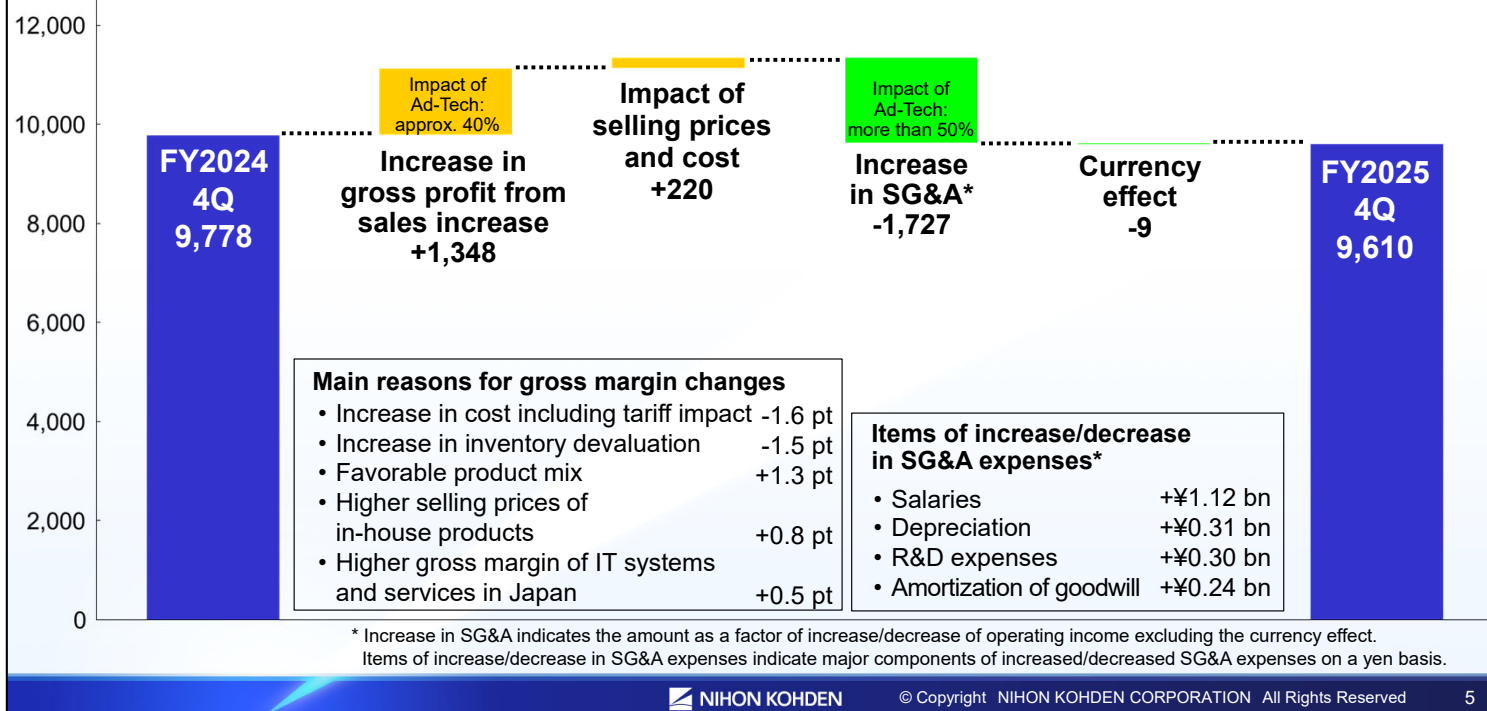 12,000
10,000
8,000
6,000
4,000
2,000
0
FY2024
4Q
9,778
Impact of
Ad-Tech:
approx. 40%
Increase in
gross profit from
sales increase
+1,348
Impact of
selling prices
and cost
+220
Impact of
Ad-Tech:
more than 50%
Increase
in SG&A*
-1,727
Currency
effect
-9
FY2025
4Q
9,610
Main reasons for gross margin changes
• Increase in cost including tariff impact -1.6 pt
• Increase in inventory devaluation -1.5 pt
• Favorable product mix +1.3 pt
• Higher selling prices of
in-house products +0.8 pt
• Higher gross margin of IT systems
and services in Japan +0.5 pt
Items of increase/decrease
in SG&A expenses*
• Salaries +¥1.12 bn
• Depreciation +¥0.31 bn
• R&D expenses +¥0.30 bn
• Amortization of goodwill +¥0.24 bn
* Increase in SG&A indicates the amount as a factor of increase/decrease of operating income excluding the currency effect.
Items of increase/decrease in SG&A expenses indicate major components of increased/decreased SG&A expenses on a yen basis.
NIHON KOHDEN © Copyright NIHON KOHDEN CORPORATION All Rights Reserved 5